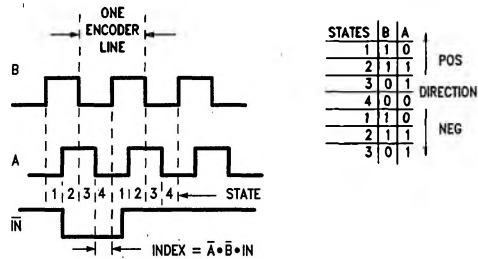 ONE
ENCODER
LINE
B
A
1 2 3 4 1 2 3 4 STATE
I̅N̅
INDEX = A̅•B̅•IN
STATES B A
1 1 0
2 1 1
3 0 1
4 0 0
1 1 0
2 1 1
3 0 1
POS
DIRECTION
NEG